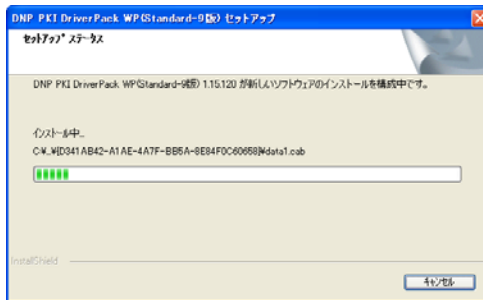 DNP PKI DriverPack WP(Standard-9版) セットアップ
セットアップ ステータス
DNP PKI DriverPack WP(Standard-9版) 1.15.120 が新しいソフトウェアのインストールを構成中です。
インストール中...
C:¥...¥{D341AB42-A1AE-4A7F-BB5A-8E84F0C60658}¥data1.cab
InstallShield
キャンセル